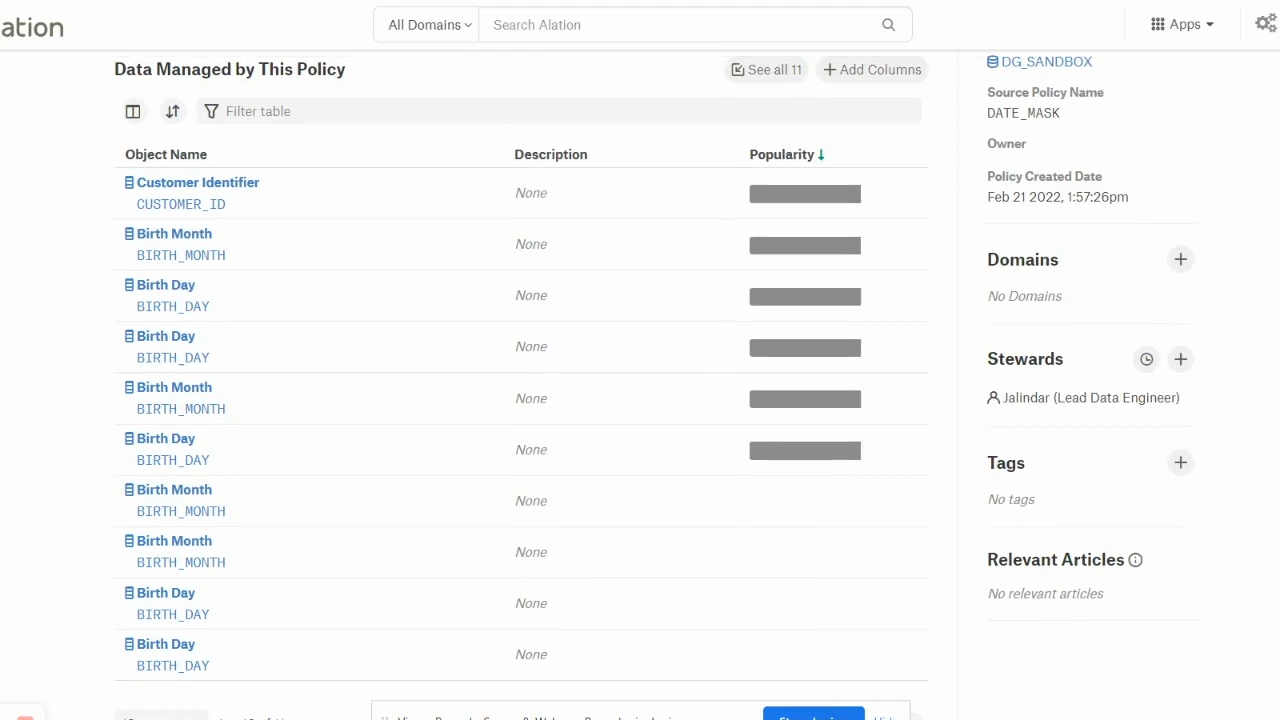 ation
All Domains
Search Alation
Apps
Data Managed by This Policy
See all 11
Add Columns
Filter table
Object Name
Description
Popularity
Customer Identifier
CUSTOMER_ID
None
Birth Month
BIRTH_MONTH
None
Birth Day
BIRTH_DAY
None
Birth Day
BIRTH_DAY
None
Birth Month
BIRTH_MONTH
None
Birth Day
BIRTH_DAY
None
Birth Month
BIRTH_MONTH
None
Birth Month
BIRTH_MONTH
None
Birth Day
BIRTH_DAY
None
Birth Day
BIRTH_DAY
None
DG_SANDBOX
Source Policy Name
DATE_MASK
Owner
Policy Created Date
Feb 21 2022, 1:57:26pm
Domains
No Domains
Stewards
Jalindar (Lead Data Engineer)
Tags
No tags
Relevant Articles
No relevant articles